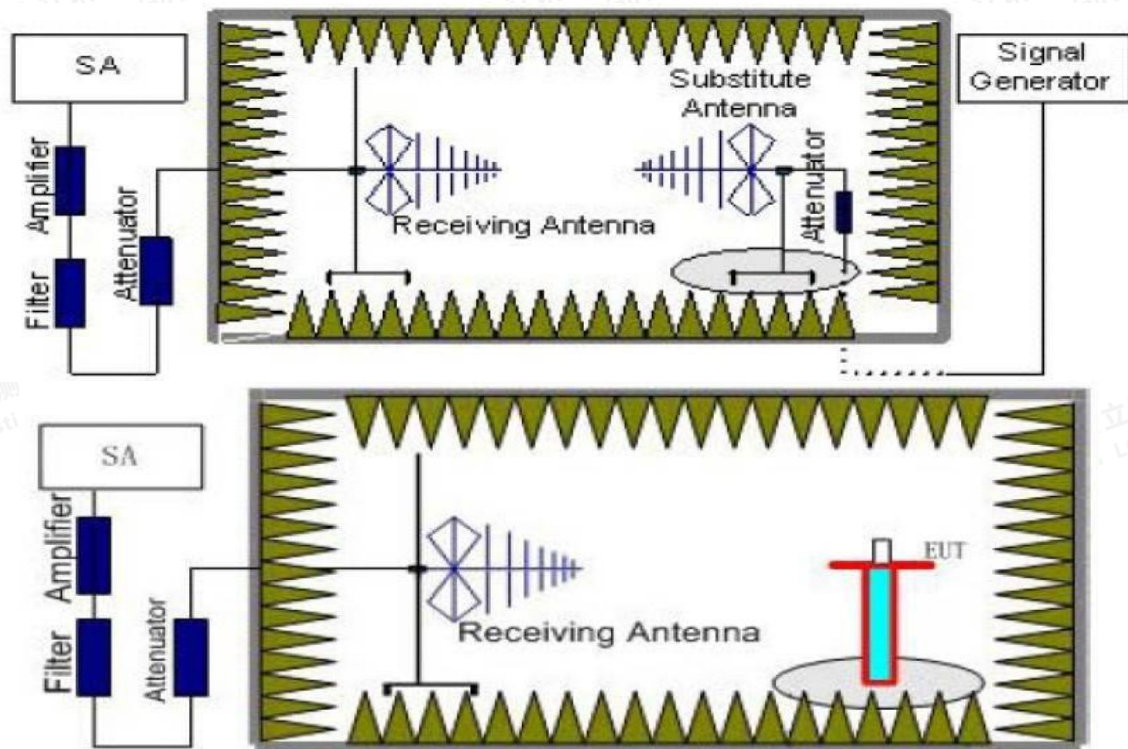 SA
Signal
Generator
Substitute
Antenna
Amplifier
Attenuator
Attenuator
Receiving Antenna
Filter
SA
Amplifier
EUT
Receiving Antenna
Filter
Attenuator